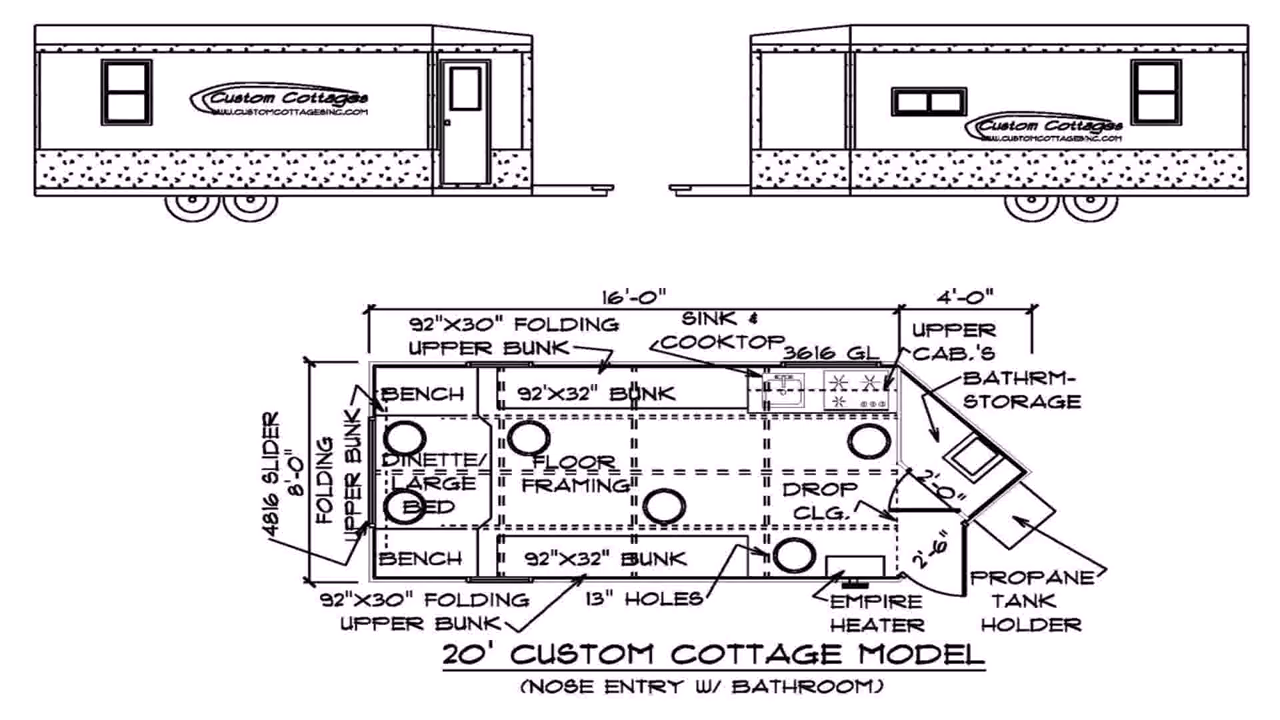 Custom Cottages
WWW.CUSTOMCOTTAGESINC.COM
Custom Cottages
WWW.CUSTOMCOTTAGESINC.COM
16'-0"
4'-0"
92"X30" FOLDING
UPPER BUNK
SINK &
COOKTOP
3616 GL
UPPER
CAB.'S
BATHRM-
STORAGE
BENCH
92'X32" BUNK
4816 SLIDER
8'-0"
FOLDING
UPPER BUNK
DINETTE/
LARGE
BED
FLOOR
FRAMING
DROP
CLG.
2'-0"
2'-6"
BENCH
92"X32" BUNK
92"X30" FOLDING
UPPER BUNK
13" HOLES
EMPIRE
HEATER
PROPANE
TANK
HOLDER
20' CUSTOM COTTAGE MODEL
(NOSE ENTRY W/ BATHROOM)